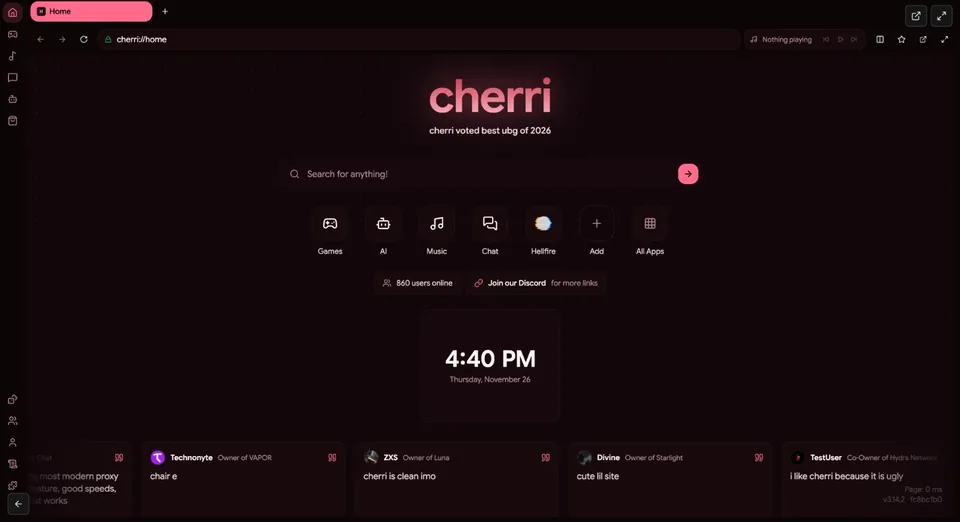 Home
cherri://home
Nothing playing
cherri
cherri voted best ubg of 2026
Search for anything!
Games
AI
Music
Chat
Hellfire
Add
All Apps
860 users online
Join our Discord for more links
4:40 PM
Thursday, November 26
Chat
most modern proxy
good speeds,
works
Technonyte Owner of VAPOR
chair e
ZXS Owner of Luna
cherri is clean imo
Divine Owner of Starlight
cute lil site
TestUser Co-Owner of Hydra Network
i like cherri because it is ugly
Page: 0 ms
v3.14.2 · fc8bc1b0